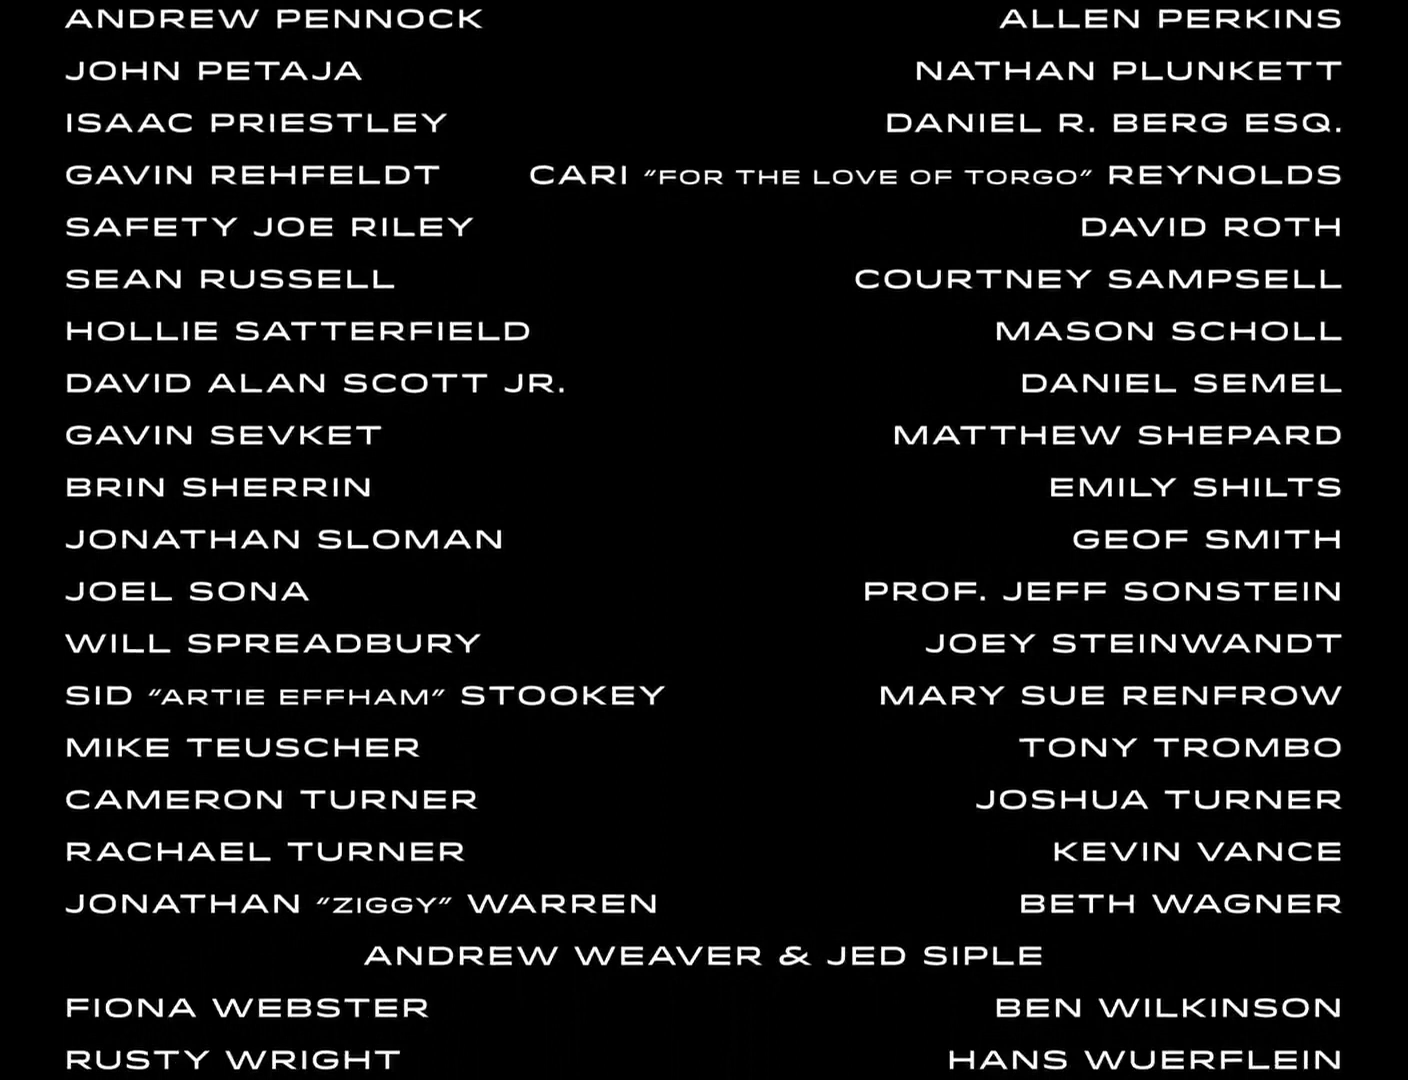 ANDREW PENNOCK ALLEN PERKINS
JOHN PETAJA NATHAN PLUNKETT
ISAAC PRIESTLEY DANIEL R. BERG ESQ.
GAVIN REHFELDT CARI "FOR THE LOVE OF TORGO" REYNOLDS
SAFETY JOE RILEY DAVID ROTH
SEAN RUSSELL COURTNEY SAMPSELL
HOLLIE SATTERFIELD MASON SCHOLL
DAVID ALAN SCOTT JR. DANIEL SEMEL
GAVIN SEVKET MATTHEW SHEPARD
BRIN SHERRIN EMILY SHILTS
JONATHAN SLOMAN GEOF SMITH
JOEL SONA PROF. JEFF SONSTEIN
WILL SPREADBURY JOEY STEINWANDT
SID "ARTIE EFFHAM" STOOKEY MARY SUE RENFROW
MIKE TEUSCHER TONY TROMBO
CAMERON TURNER JOSHUA TURNER
RACHAEL TURNER KEVIN VANCE
JONATHAN "ZIGGY" WARREN BETH WAGNER
ANDREW WEAVER & JED SIPLE
FIONA WEBSTER BEN WILKINSON
RUSTY WRIGHT HANS WUERFLEIN